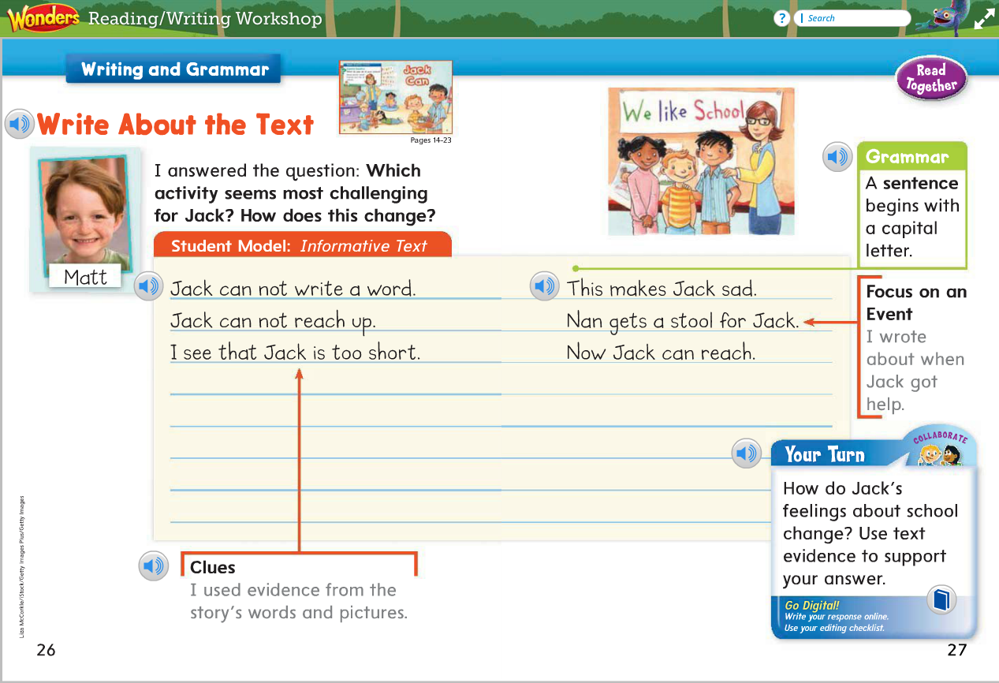 Wonders Reading/Writing Workshop
? Search
Writing and Grammar
Jack
Can
Pages 14-23
Read
Together
Write About the Text
We like School
Matt
I answered the question: Which
activity seems most challenging
for Jack? How does this change?
Student Model: Informative Text
Jack can not write a word.
Jack can not reach up.
I see that Jack is too short.
This makes Jack sad.
Nan gets a stool for Jack.
Now Jack can reach.
Grammar
A sentence
begins with
a capital
letter.
Focus on an
Event
I wrote
about when
Jack got
help.
Clues
I used evidence from the
story's words and pictures.
COLLABORATE
Your Turn
How do Jack's
feelings about school
change? Use text
evidence to support
your answer.
Go Digital!
Write your response online.
Use your editing checklist.
Liza McCorkle/iStock/Getty Images Plus/Getty Images
26
27